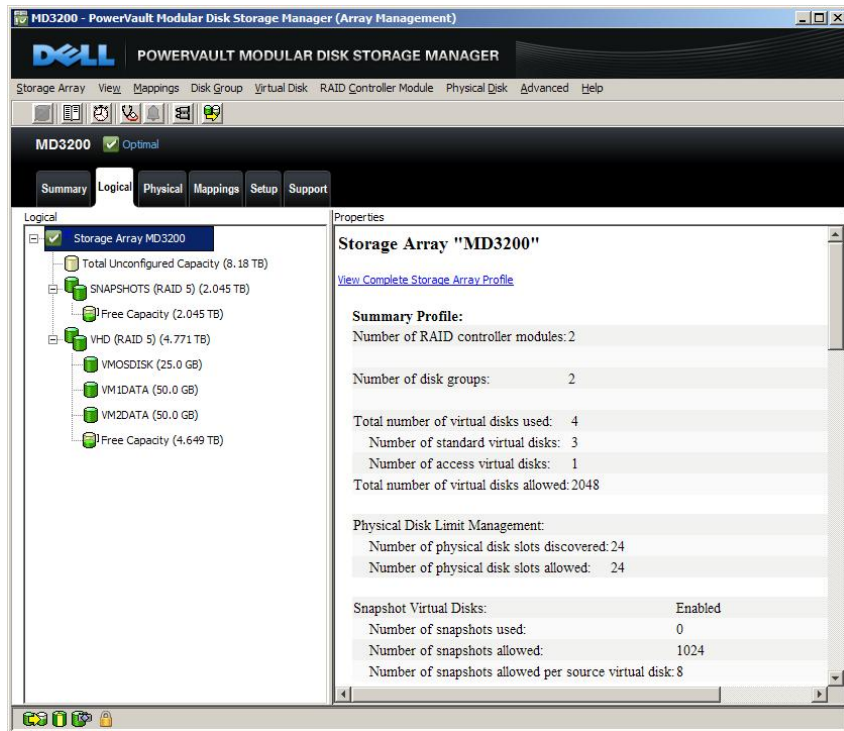 MD3200 - PowerVault Modular Disk Storage Manager (Array Management)
DELL POWERVAULT MODULAR DISK STORAGE MANAGER
Storage Array View Mappings Disk Group Virtual Disk RAID Controller Module Physical Disk Advanced Help
MD3200 Optimal
Summary Logical Physical Mappings Setup Support
Logical
Storage Array MD3200
Total Unconfigured Capacity (8.18 TB)
SNAPSHOTS (RAID 5) (2.045 TB)
Free Capacity (2.045 TB)
VHD (RAID 5) (4.771 TB)
VMOSDISK (25.0 GB)
VM1DATA (50.0 GB)
VM2DATA (50.0 GB)
Free Capacity (4.649 TB)
Properties
Storage Array "MD3200"
View Complete Storage Array Profile
Summary Profile:
Number of RAID controller modules: 2
Number of disk groups: 2
Total number of virtual disks used: 4
Number of standard virtual disks: 3
Number of access virtual disks: 1
Total number of virtual disks allowed: 2048
Physical Disk Limit Management:
Number of physical disk slots discovered: 24
Number of physical disk slots allowed: 24
Snapshot Virtual Disks: Enabled
Number of snapshots used: 0
Number of snapshots allowed: 1024
Number of snapshots allowed per source virtual disk: 8